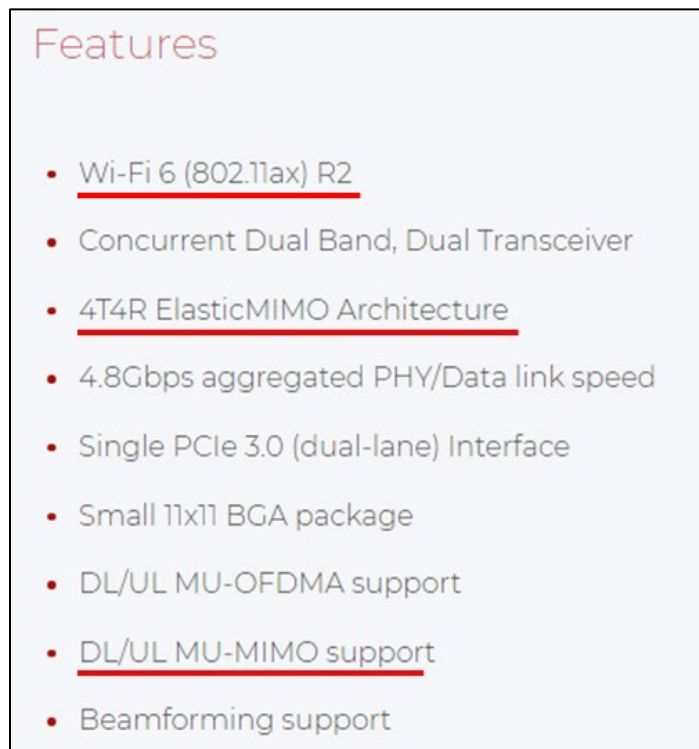 Features
• Wi-Fi 6 (802.11ax) R2
• Concurrent Dual Band, Dual Transceiver
• 4T4R ElasticMIMO Architecture
• 4.8Gbps aggregated PHY/Data link speed
• Single PCIe 3.0 (dual-lane) Interface
• Small 11x11 BGA package
• DL/UL MU-OFDMA support
• DL/UL MU-MIMO support
• Beamforming support